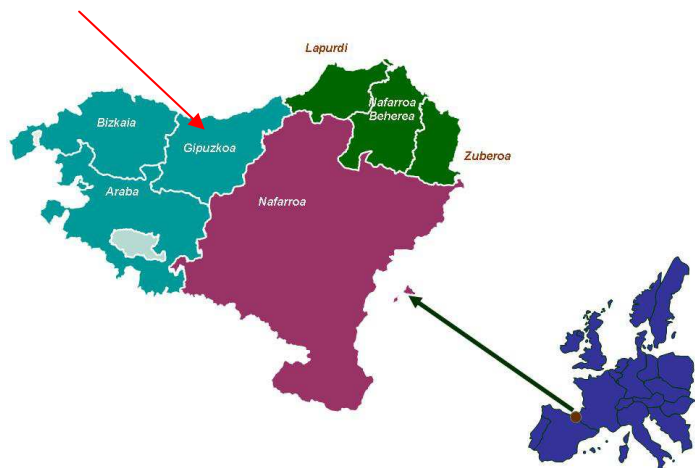 Lapurdi
Bizkaia
Nafarroa
Beherea
Gipuzkoa
Zuberoa
Araba
Nafarroa